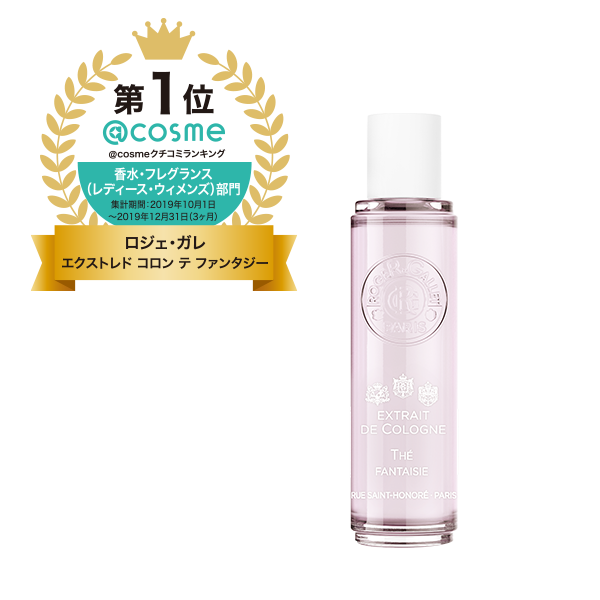 第1位
@cosme
@cosmeクチコミランキング
香水・フレグランス
（レディース・ウィメンズ）部門
集計期間：2019年10月1日
～2019年12月31日（3ヶ月）
ロジェ・ガレ
エクストレド コロン テ ファンタジー
ROGER & GALLET
PARIS
EXTRAIT
DE COLOGNE
THÉ
FANTAISIE
RUE SAINT-HONORÉ · PARIS